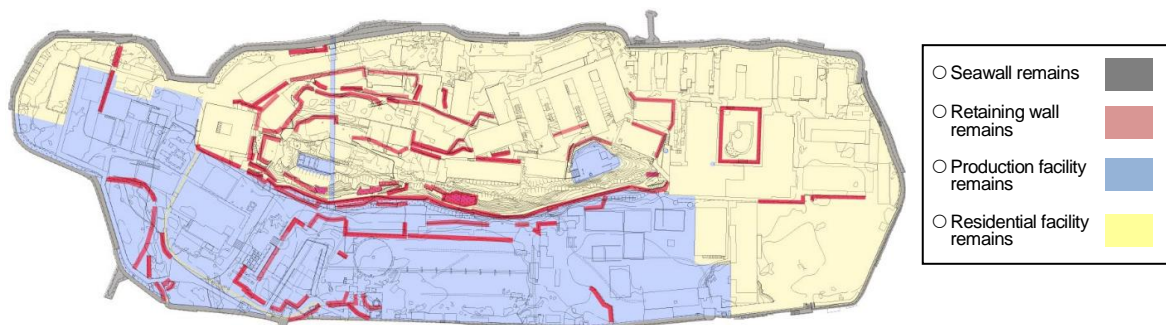 ○ Seawall remains
○ Retaining wall
remains
○ Production facility
remains
○ Residential facility
remains